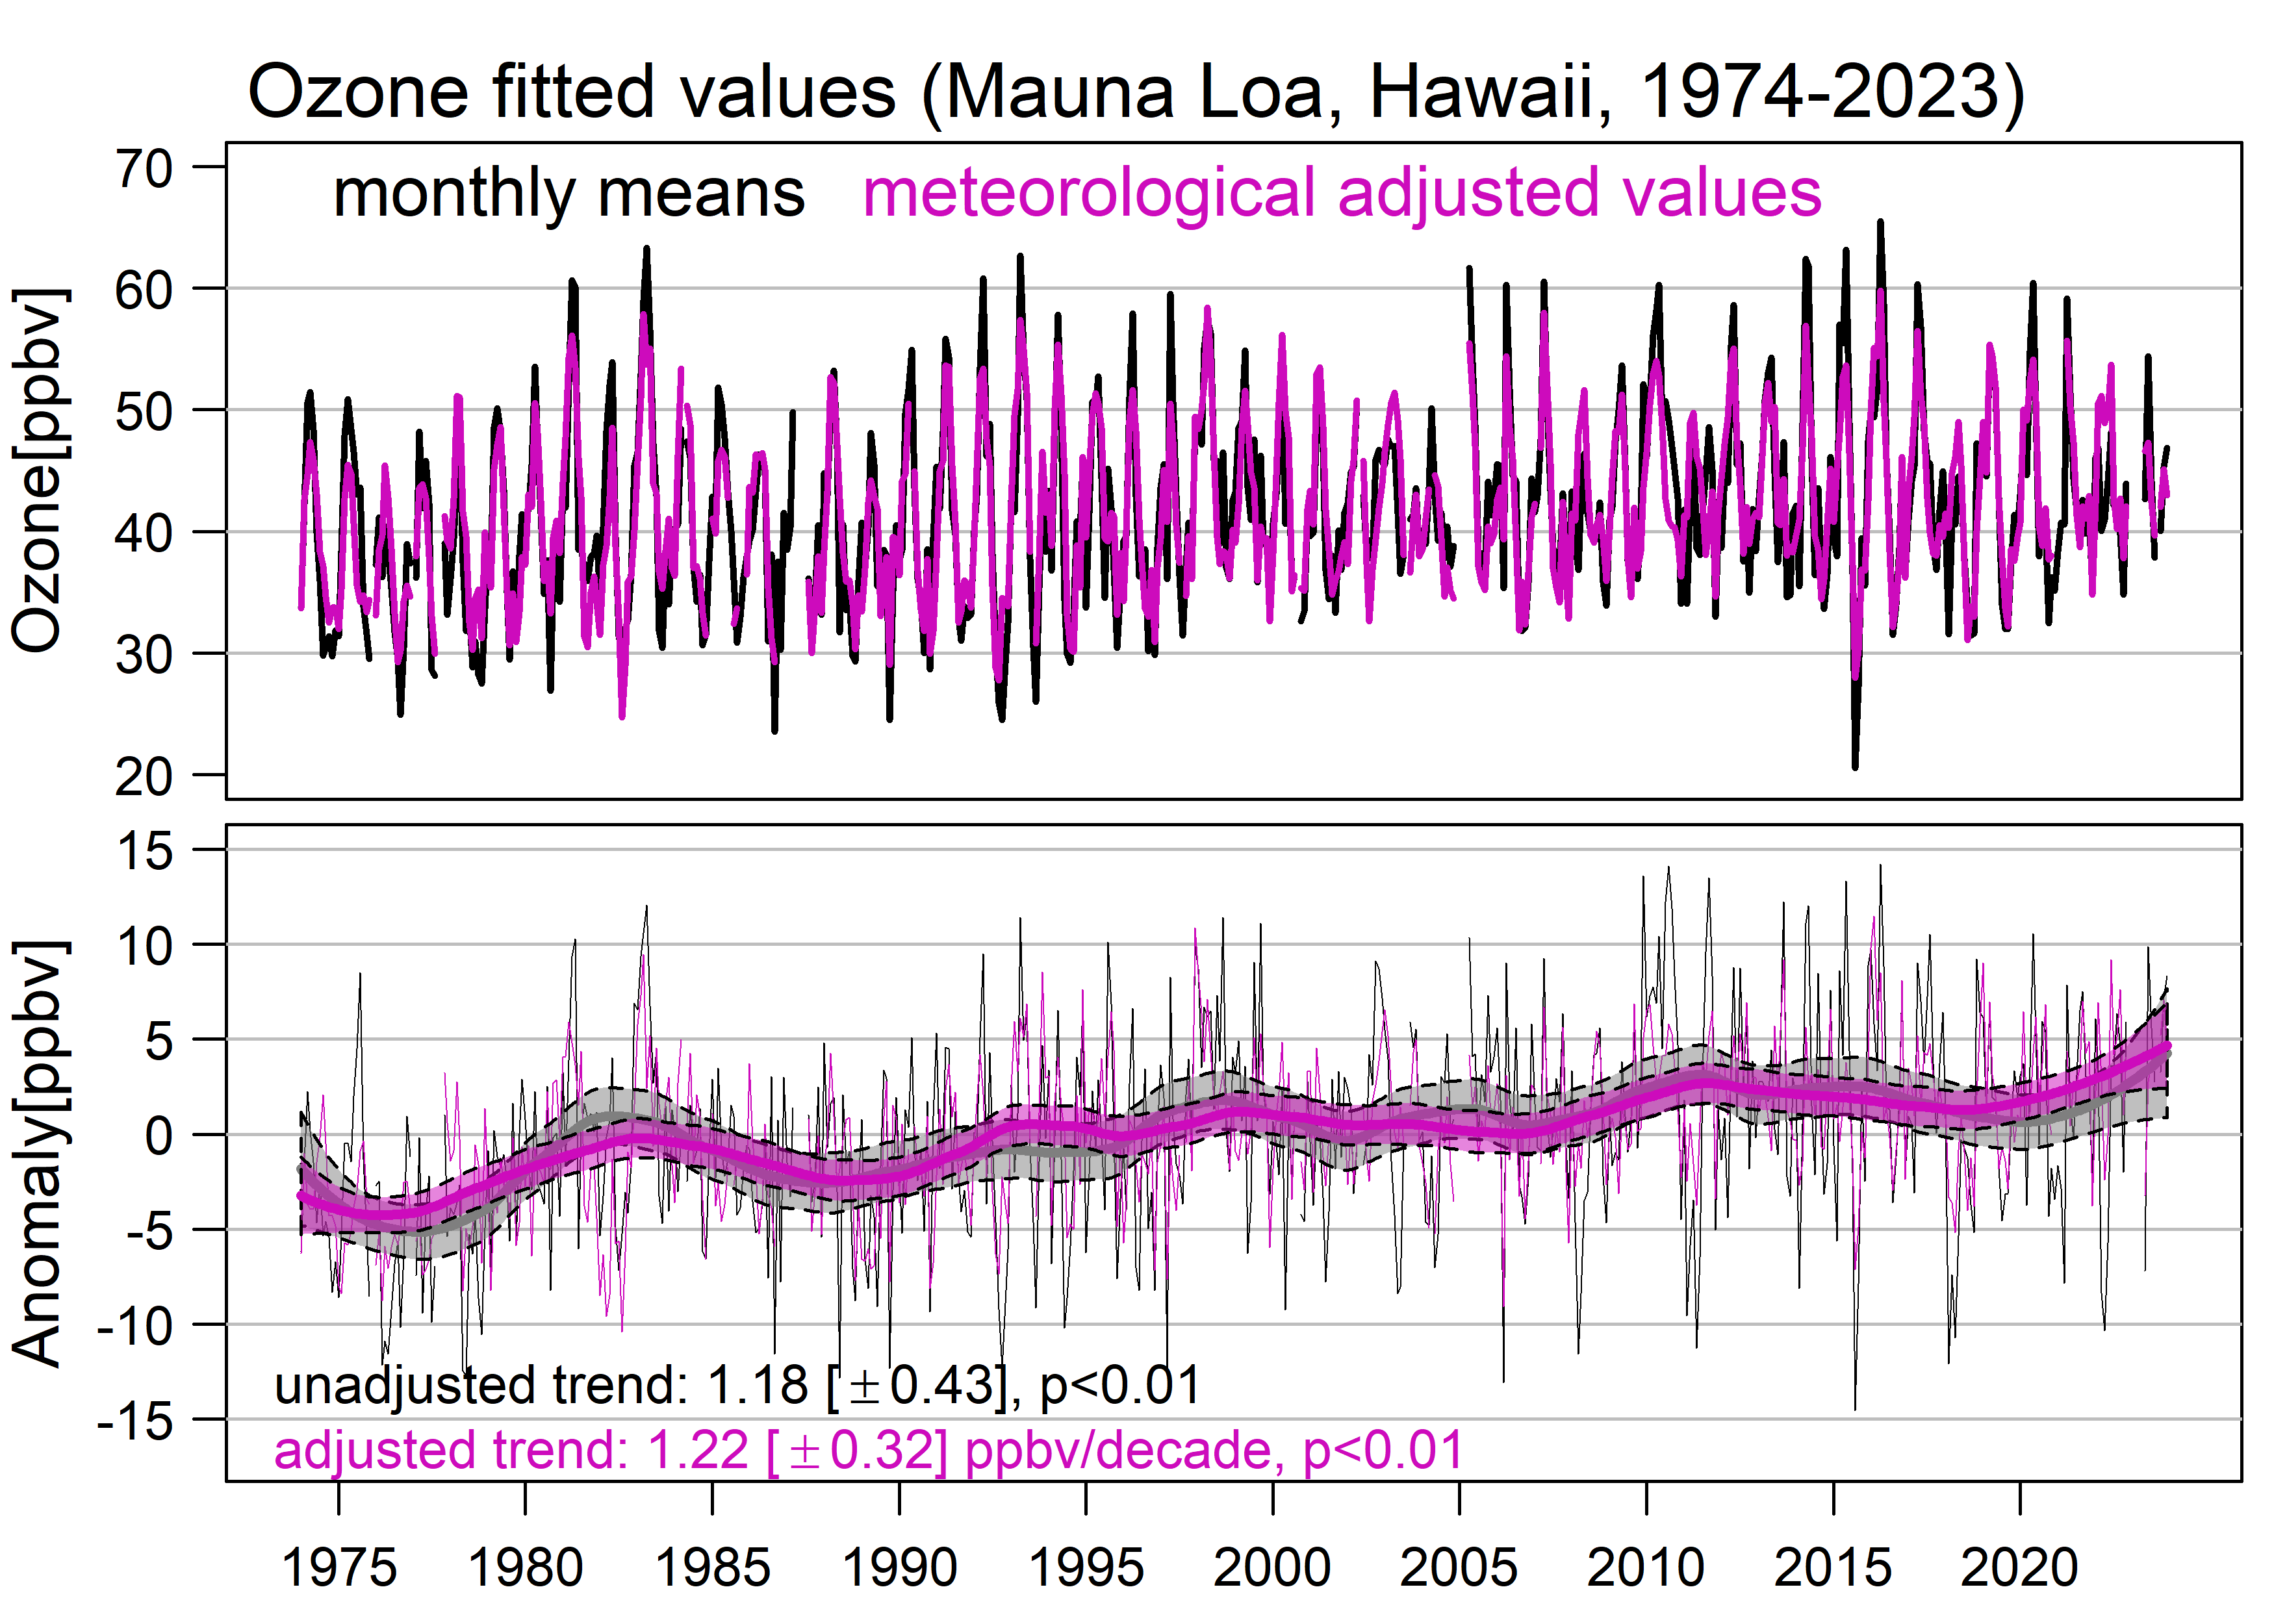 Ozone fitted values (Mauna Loa, Hawaii, 1974-2023)
monthly means meteorological adjusted values
Ozone[ppbv]
70
60
50
40
30
20
Anomaly[ppbv]
15
10
5
0
-5
-10
-15
unadjusted trend: 1.18 [±0.43], p<0.01
adjusted trend: 1.22 [±0.32] ppbv/decade, p<0.01
1975 1980 1985 1990 1995 2000 2005 2010 2015 2020